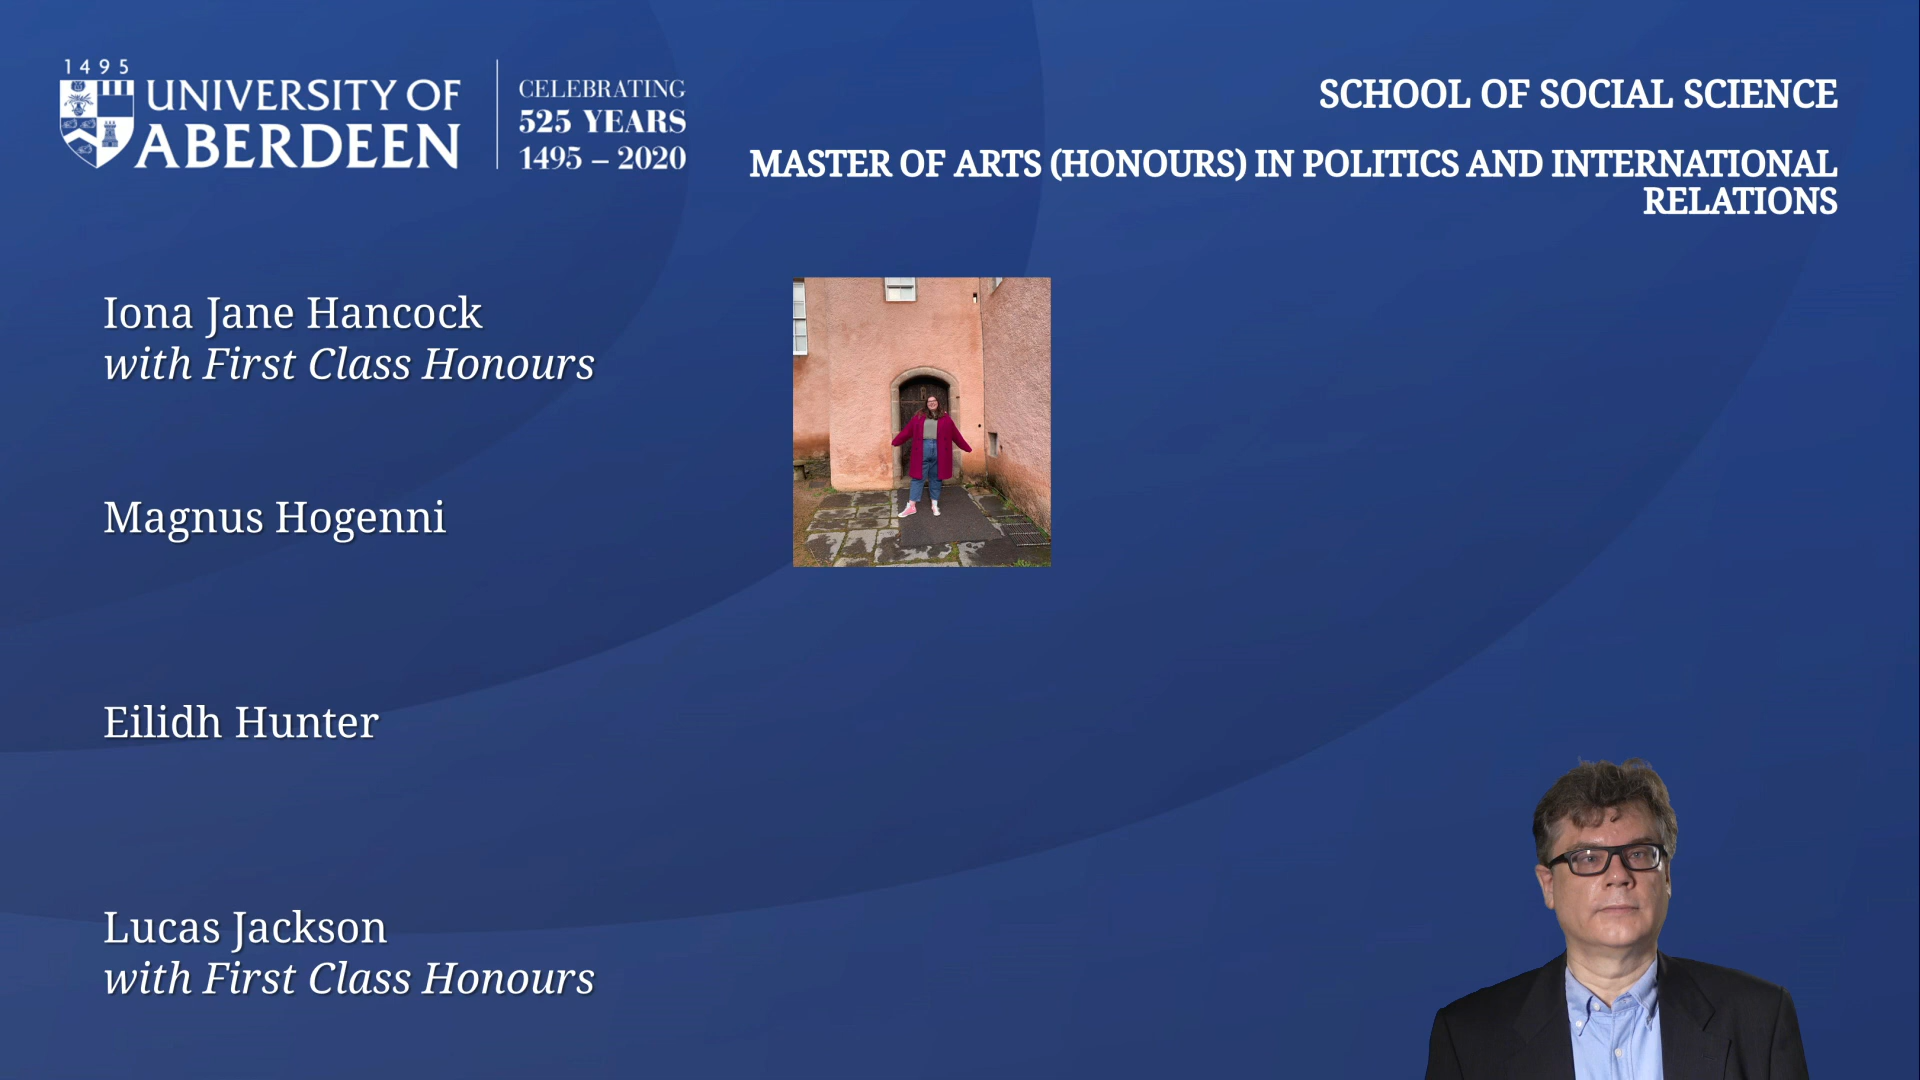 1495
UNIVERSITY OF
ABERDEEN
CELEBRATING
525 YEARS
1495 – 2020
SCHOOL OF SOCIAL SCIENCE
MASTER OF ARTS (HONOURS) IN POLITICS AND INTERNATIONAL
RELATIONS
Iona Jane Hancock
with First Class Honours
Magnus Hogenni
Eilidh Hunter
Lucas Jackson
with First Class Honours